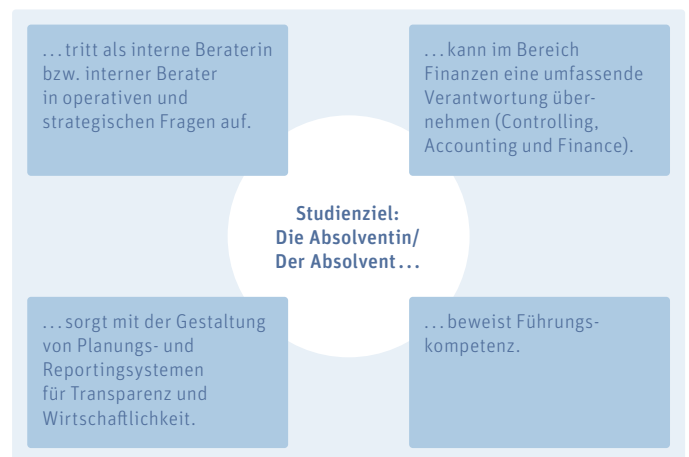 ...tritt als interne Beraterin
bzw. interner Berater
in operativen und
strategischen Fragen auf.
...kann im Bereich
Finanzen eine umfassende
Verantwortung über-
nehmen (Controlling,
Accounting und Finance).
Studienziel:
Die Absolventin/
Der Absolvent...
...sorgt mit der Gestaltung
von Planungs- und
Reportingsystemen
für Transparenz und
Wirtschaftlichkeit.
...beweist Führungs-
kompetenz.